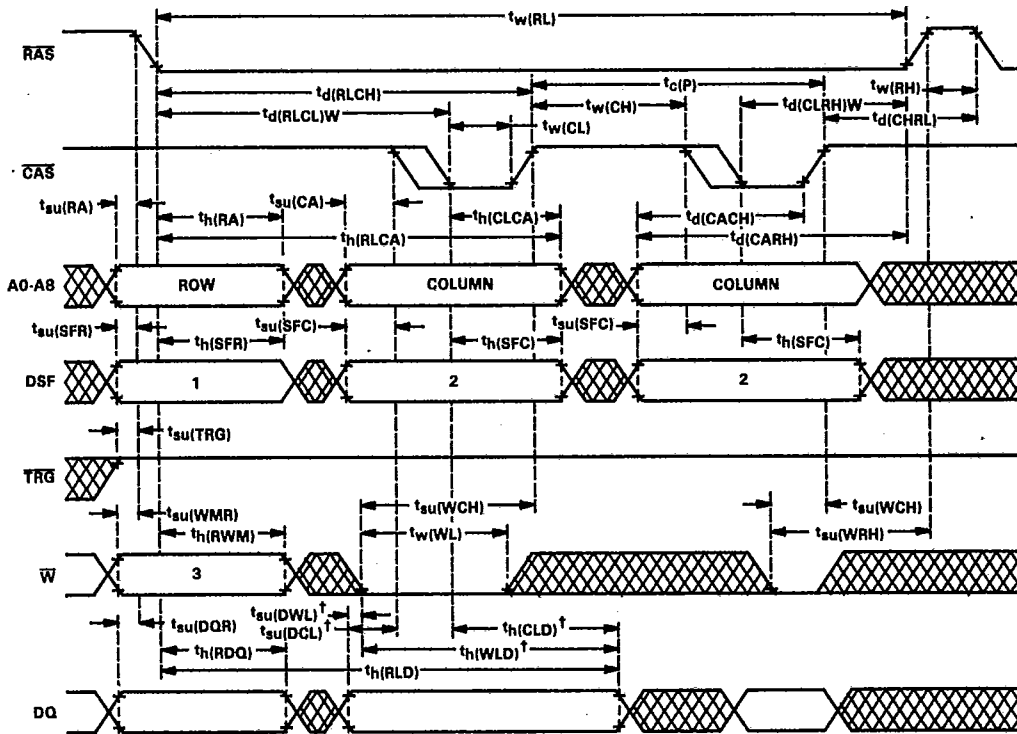 tw(RL)
RAS
tc(P)
tw(RH)
td(RLCH)
tw(CH)
td(CLRH)W
td(RLCL)W
tw(CL)
td(CHRL)
CAS
tsu(RA)
th(RA)
tsu(CA)
th(CLCA)
td(CACH)
th(RLCA)
td(CARH)
A0-A8
ROW
COLUMN
COLUMN
tsu(SFR)
tsu(SFC)
tsu(SFC)
th(SFR)
th(SFC)
th(SFC)
DSF
1
2
2
tsu(TRG)
TRG
tsu(WMR)
tsu(WCH)
tsu(WCH)
th(RWM)
tw(WL)
tsu(WRH)
W
3
tsu(DWL)†
tsu(DQR)
tsu(DCL)†
th(CLD)†
th(RDQ)
th(WLD)†
th(RLD)
DQ